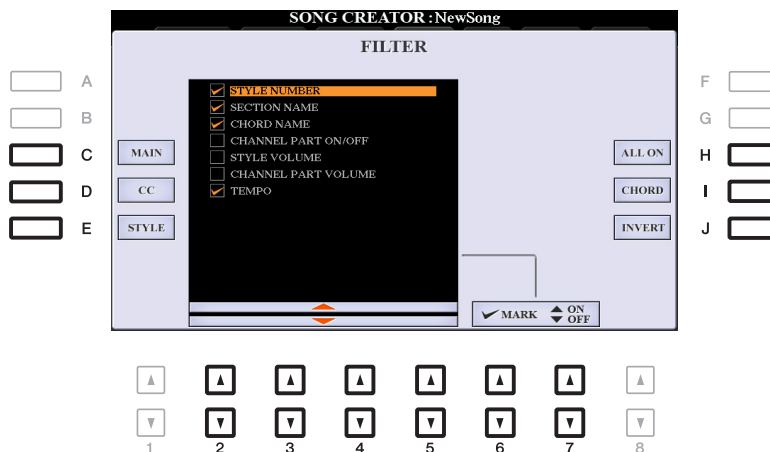 SONG CREATOR : NewSong
FILTER
A
B
C
D
E
MAIN
CC
STYLE
STYLE NUMBER
SECTION NAME
CHORD NAME
CHANNEL PART ON/OFF
STYLE VOLUME
CHANNEL PART VOLUME
TEMPO
ALL ON
CHORD
INVERT
F
G
H
I
J
MARK ON
OFF
1 2 3 4 5 6 7 8